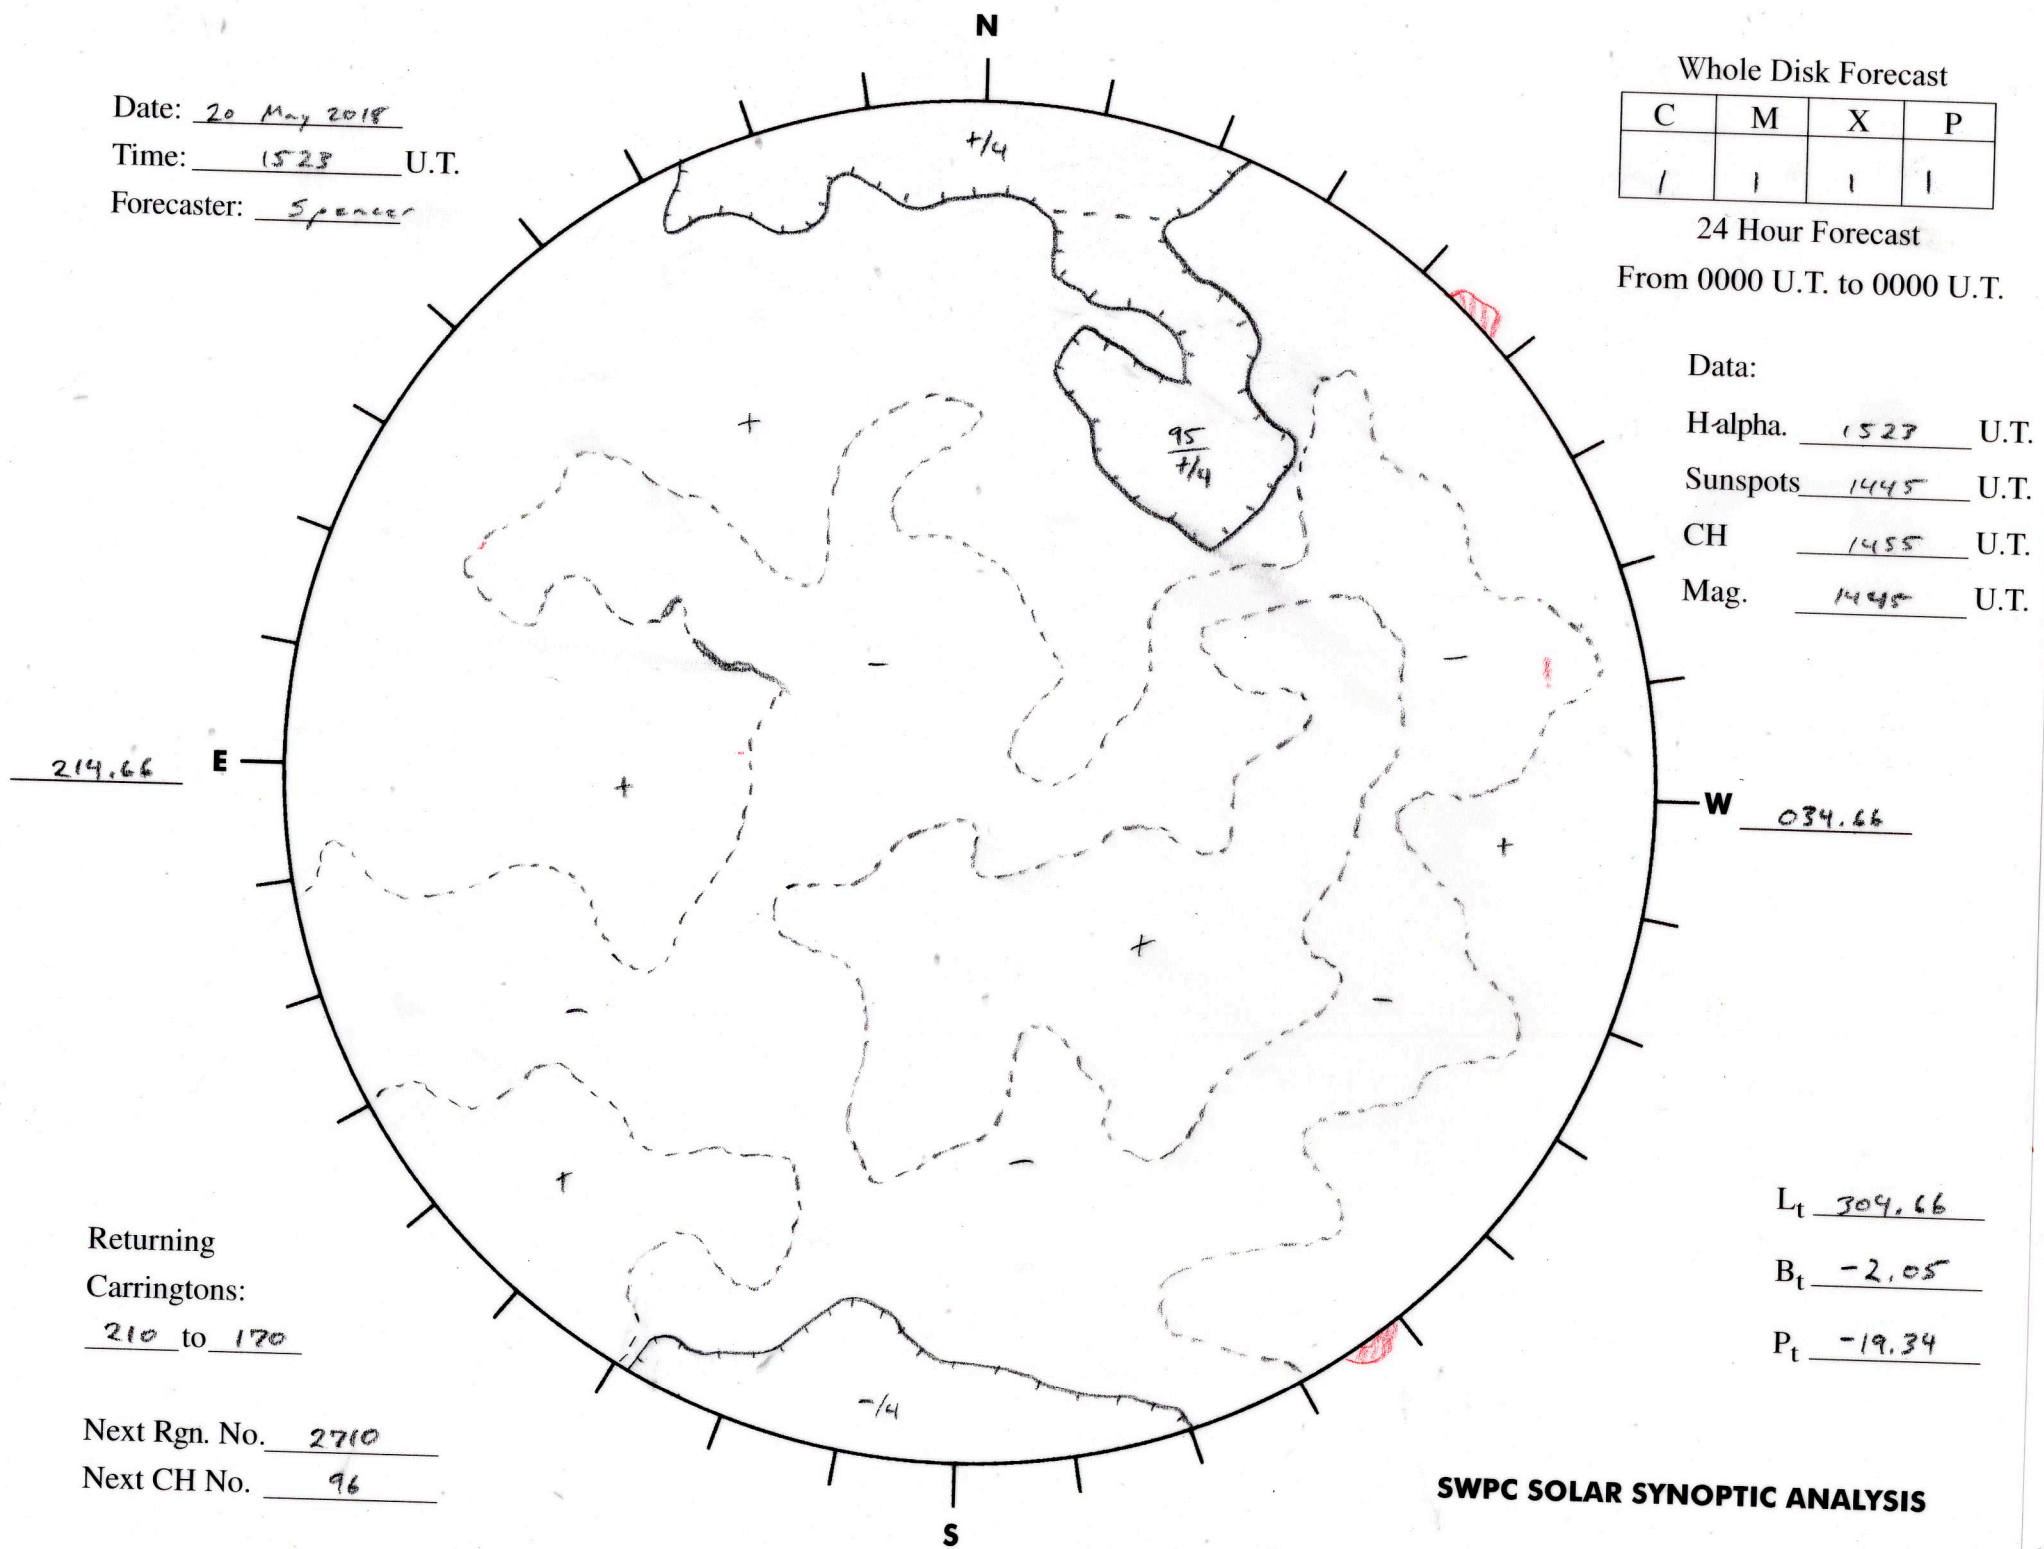 N
Date: 20 May 2018
Time: 1523 U.T.
Forecaster: Spencer
Whole Disk Forecast
C M X P
1 1 1 1
24 Hour Forecast
From 0000 U.T. to 0000 U.T.
Data:
H-alpha. 1523 U.T.
Sunspots 1445 U.T.
CH 1455 U.T.
Mag. 1445 U.T.
+/4
+
95
+/4
-
-
214.66 E
+
W 034.66
+
+
-
-
-
+
Lt 304.66
Bt -2.05
Pt -19.34
Returning
Carringtons:
210 to 170
-/4
Next Rgn. No. 2710
Next CH No. 96
SWPC SOLAR SYNOPTIC ANALYSIS
S